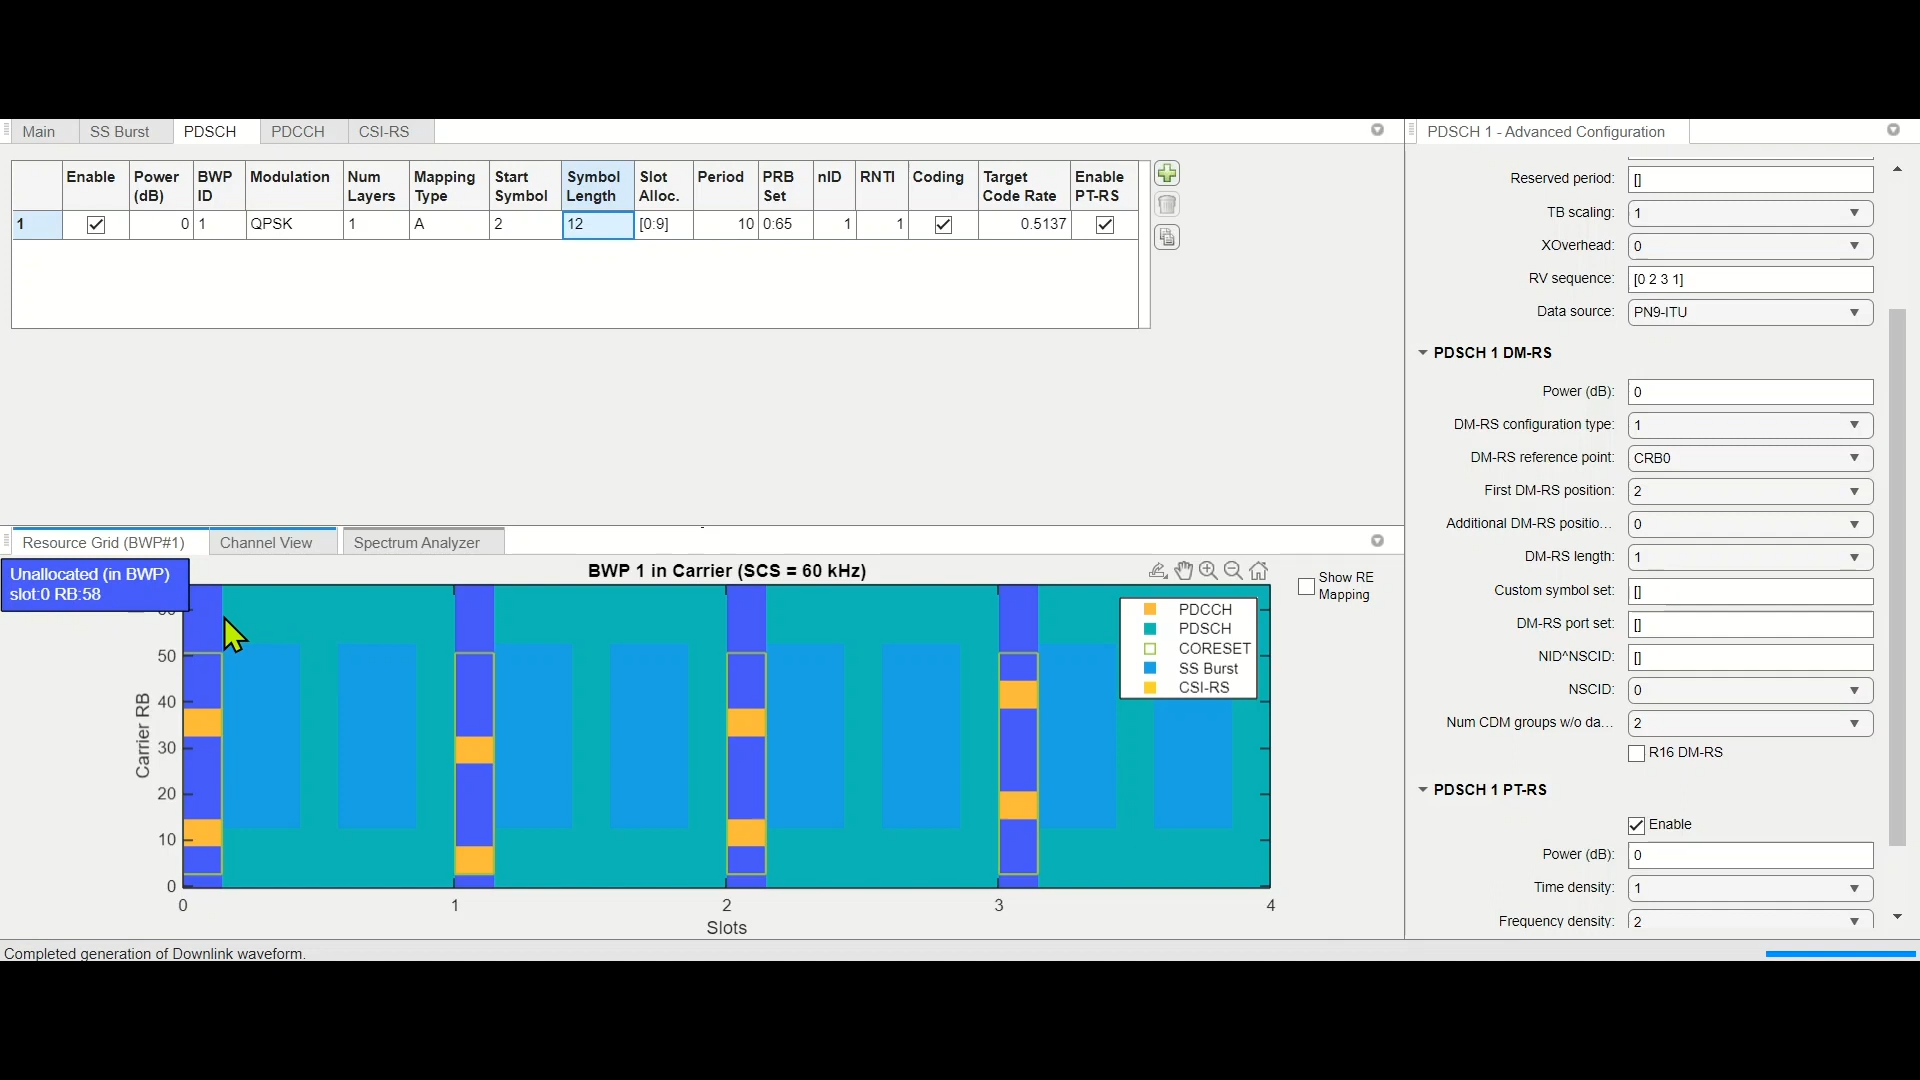 Main SS Burst PDSCH PDCCH CSI-RS
Enable Power (dB) BWP ID Modulation Num Layers Mapping Type Start Symbol Symbol Length Slot Alloc. Period PRB Set nID RNTI Coding Target Code Rate Enable PT-RS
1 0 1 QPSK 1 A 2 12 [0:9] 10 0:65 1 1 0.5137
Resource Grid (BWP#1) Channel View Spectrum Analyzer
Unallocated (in BWP)
slot:0 RB:58
BWP 1 in Carrier (SCS = 60 kHz)
Show RE
Mapping
PDCCH
PDSCH
CORESET
SS Burst
CSI-RS
Carrier RB
50
40
30
20
10
0
0 1 2 3 4
Slots
Completed generation of Downlink waveform.
PDSCH 1 - Advanced Configuration
Reserved period: []
TB scaling: 1
XOverhead: 0
RV sequence: [0 2 3 1]
Data source: PN9-ITU
PDSCH 1 DM-RS
Power (dB): 0
DM-RS configuration type: 1
DM-RS reference point: CRB0
First DM-RS position: 2
Additional DM-RS positio... 0
DM-RS length: 1
Custom symbol set: []
DM-RS port set: []
NID^NSCID: []
NSCID: 0
Num CDM groups w/o da... 2
R16 DM-RS
PDSCH 1 PT-RS
Enable
Power (dB): 0
Time density: 1
Frequency density: 2